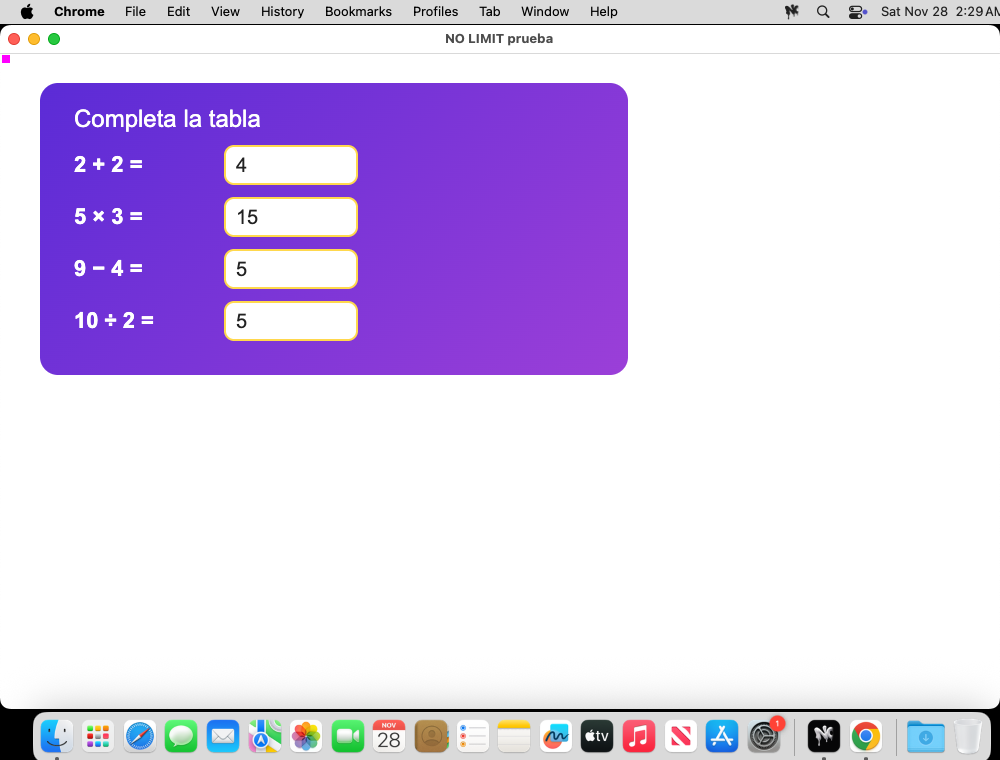 Chrome File Edit View History Bookmarks Profiles Tab Window Help Sat Nov 28 2:29 AM
NO LIMIT prueba
Completa la tabla
2 + 2 = 4
5 × 3 = 15
9 − 4 = 5
10 ÷ 2 = 5
NOV
28
tv
1